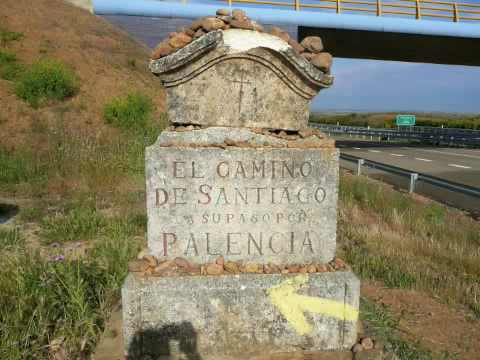 EL CAMINO
DE SANTIAGO
A SU PASO POR
PALENCIA